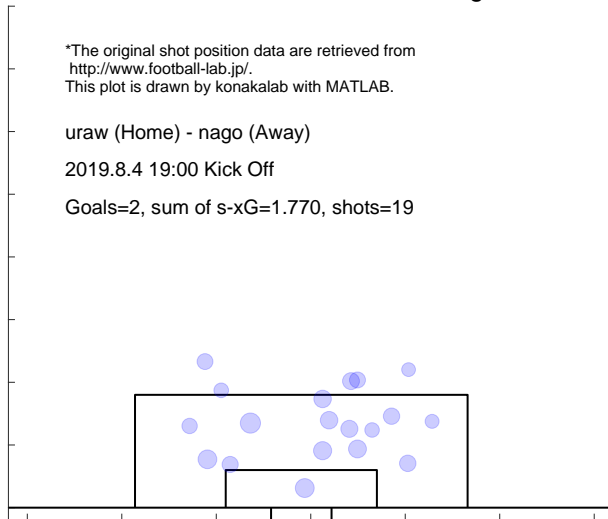 *The original shot position data are retrieved from
http://www.football-lab.jp/.
This plot is drawn by konakalab with MATLAB.
uraw (Home) - nago (Away)
2019.8.4 19:00 Kick Off
Goals=2, sum of s-xG=1.770, shots=19